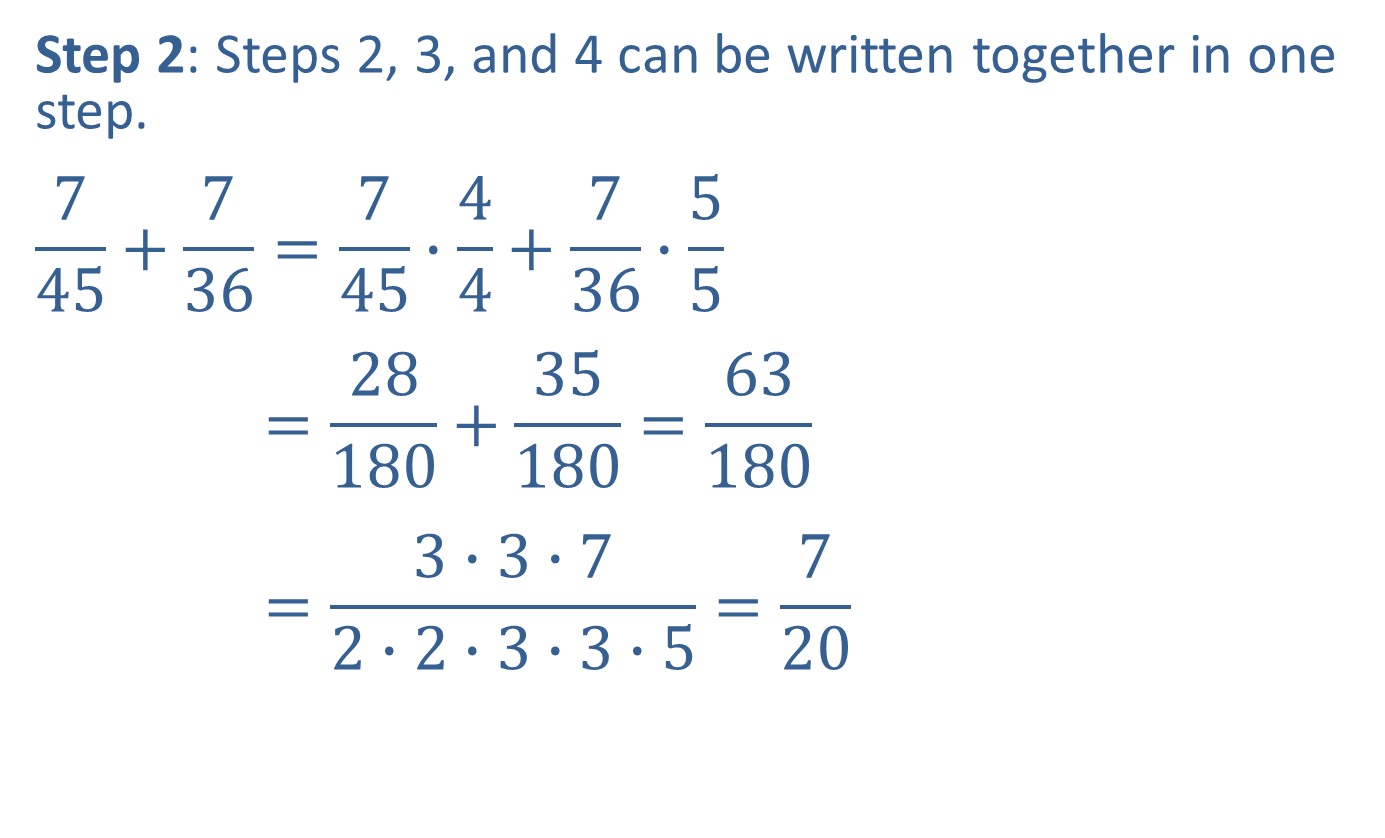 Step 2: Steps 2, 3, and 4 can be written together in one
step.
7/45 + 7/36 = 7/45 · 4/4 + 7/36 · 5/5
= 28/180 + 35/180 = 63/180
= 3 · 3 · 7/2 · 2 · 3 · 3 · 5 = 7/20